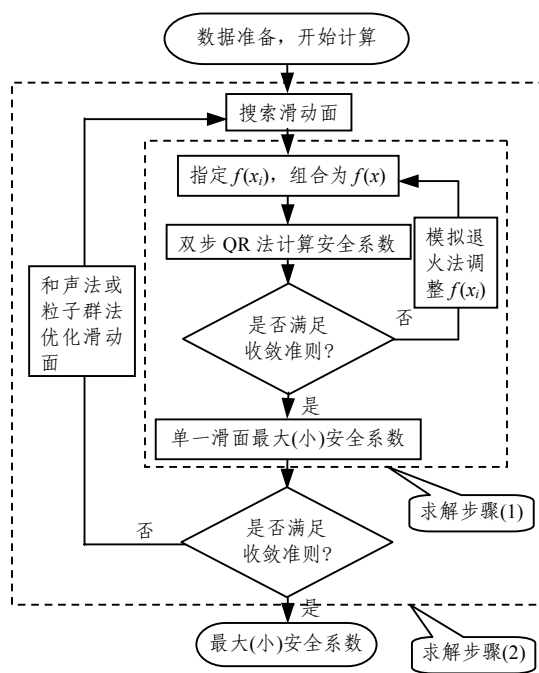 数据准备，开始计算
搜索滑动面
指定 f(xᵢ)，组合为 f(x)
双步 QR 法计算安全系数
模拟退
火法调
整 f(xᵢ)
和声法或
粒子群法
优化滑动
面
是否满足
收敛准则?
否
是
单一滑面最大(小)安全系数
求解步骤(1)
否
是否满足
收敛准则?
是
最大(小)安全系数
求解步骤(2)